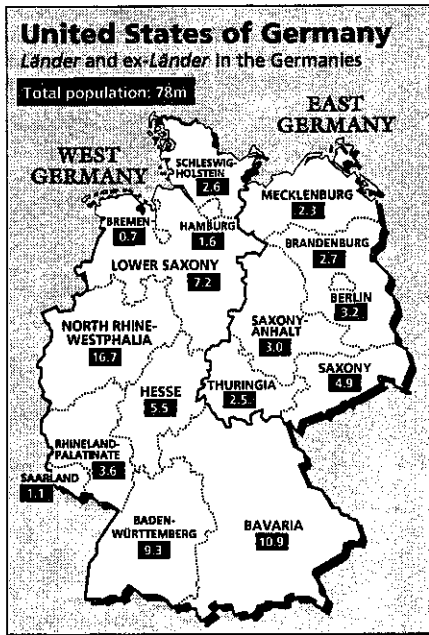 United States of Germany
Länder and ex-Länder in the Germanies
Total population: 78m
EAST
GERMANY
WEST
GERMANY
SCHLESWIG-
HOLSTEIN
2.6
MECKLENBURG
2.3
BREMEN
0.7
HAMBURG
1.6
BRANDENBURG
2.7
LOWER SAXONY
7.2
BERLIN
3.2
NORTH RHINE-
WESTPHALIA
16.7
SAXONY-
ANHALT
3.0
HESSE
5.5
THURINGIA
2.5
SAXONY
4.9
RHINELAND-
PALATINATE
3.6
SAARLAND
1.1
BADEN-
WÜRTTEMBERG
9.3
BAVARIA
10.9